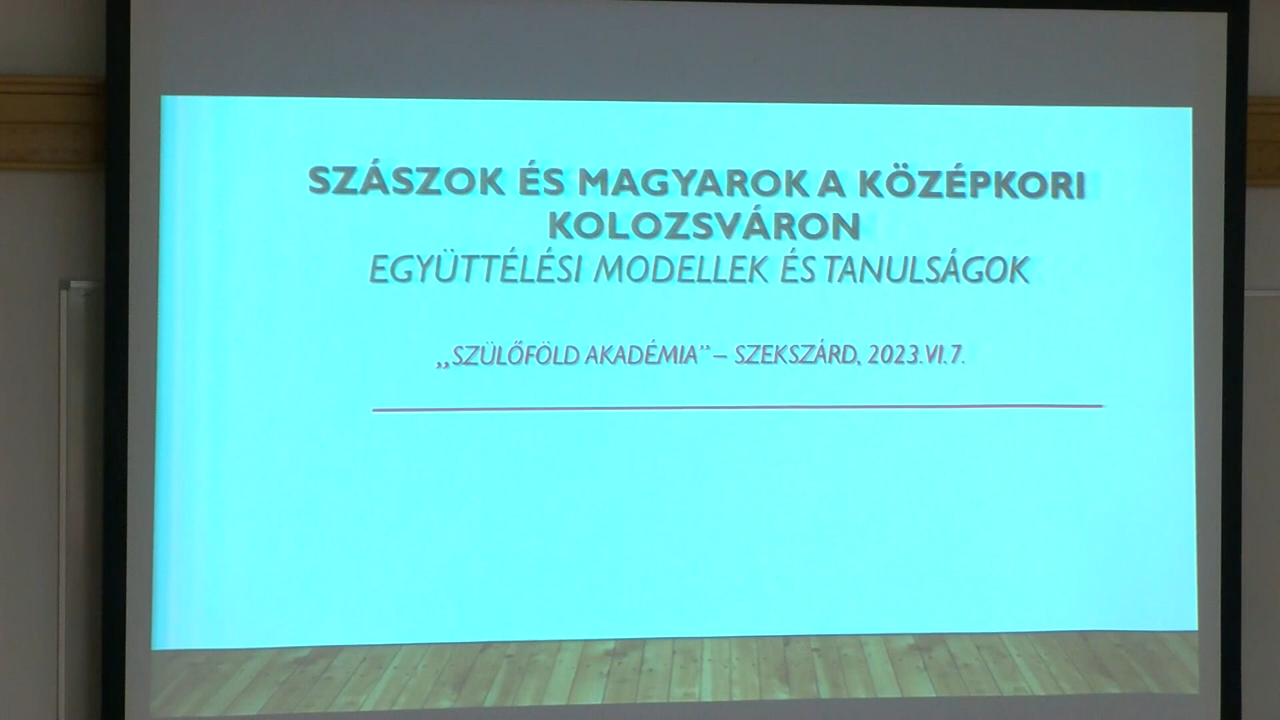 SZÁSZOK ÉS MAGYAROK A KÖZÉPKORI
KOLOZSVÁRON
EGYÜTTÉLÉSI MODELLEK ÉS TANULSÁGOK
„SZÜLŐFÖLD AKADÉMIA” – SZEKSZÁRD, 2023.VI.7.